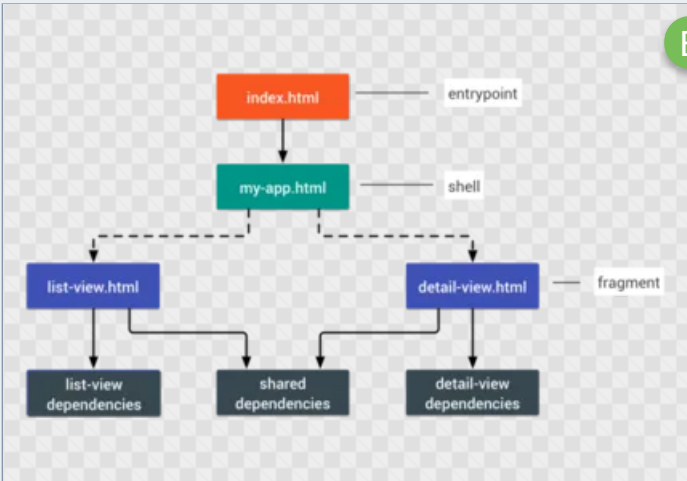 E
index.html
entrypoint
my-app.html
shell
list-view.html
detail-view.html
fragment
list-view
dependencies
shared
dependencies
detail-view
dependencies